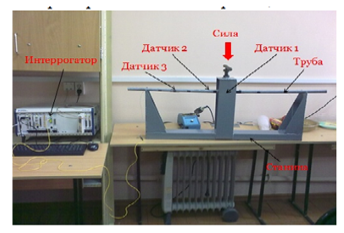 Сила
Датчик 2
Датчик 1
Интеррогатор
Датчик 3
Труба